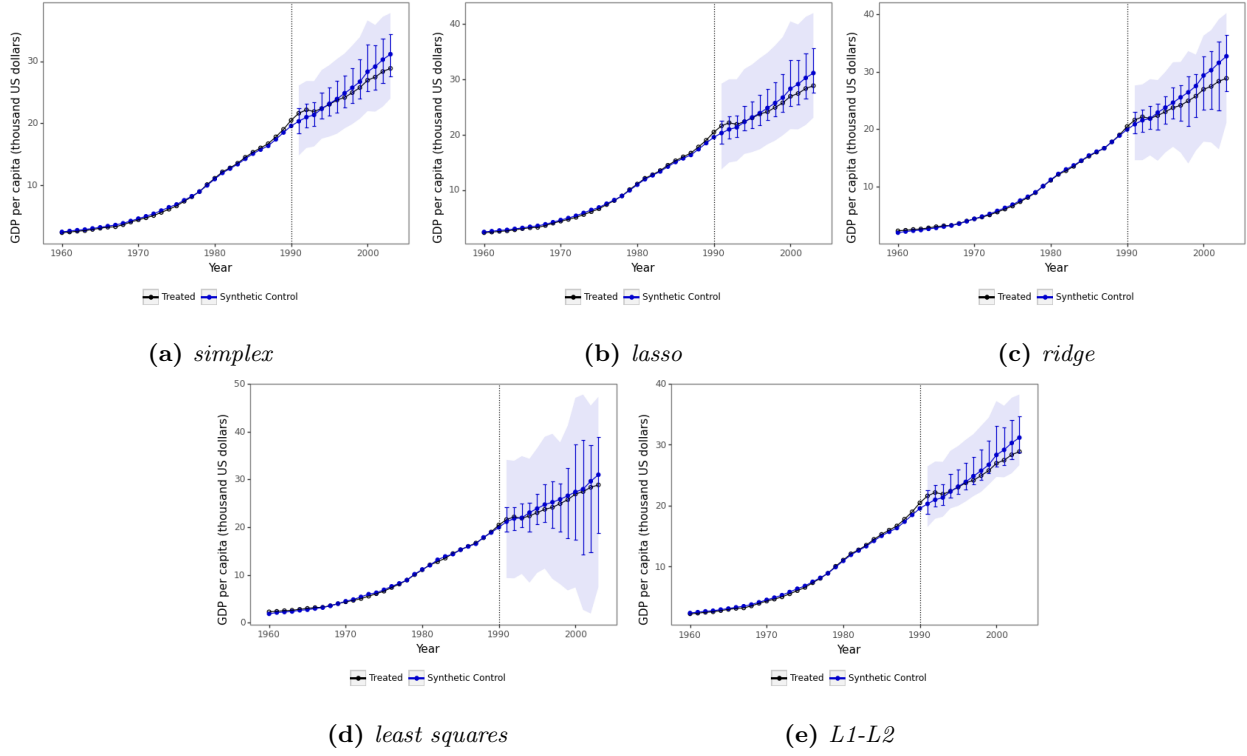 GDP per capita (thousand US dollars)
30
20
10
1960 1970 1980 1990 2000
Year
Treated Synthetic Control
(a) simplex
GDP per capita (thousand US dollars)
40
30
20
10
1960 1970 1980 1990 2000
Year
Treated Synthetic Control
(b) lasso
GDP per capita (thousand US dollars)
40
30
20
10
1960 1970 1980 1990 2000
Year
Treated Synthetic Control
(c) ridge
GDP per capita (thousand US dollars)
50
40
30
20
10
0
1960 1970 1980 1990 2000
Year
Treated Synthetic Control
(d) least squares
GDP per capita (thousand US dollars)
40
30
20
10
1960 1970 1980 1990 2000
Year
Treated Synthetic Control
(e) L1-L2